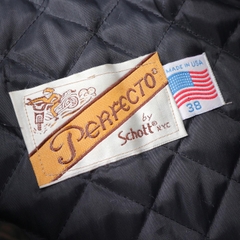 PERFECTO®
by
Schott® NYC
MADE IN USA
38